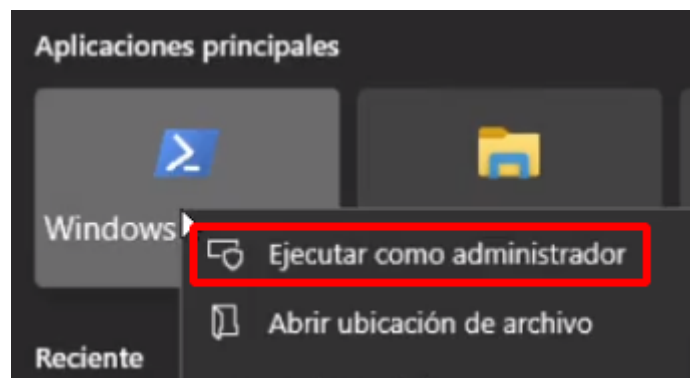 Aplicaciones principales
Windows
Ejecutar como administrador
Abrir ubicación de archivo
Reciente